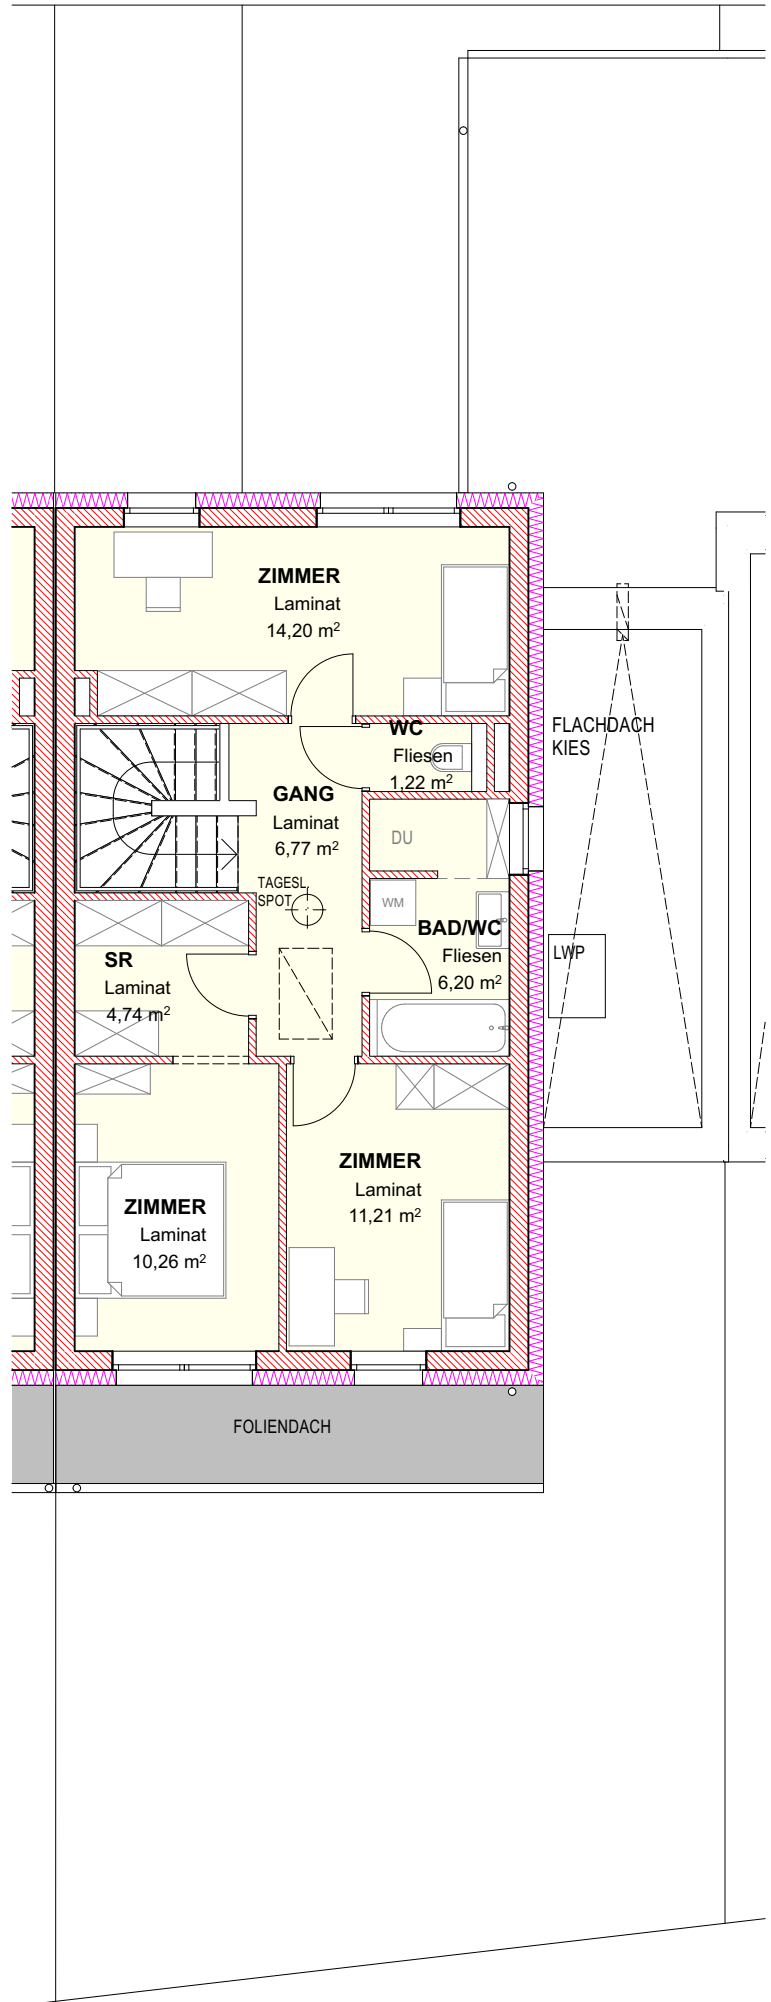 ZIMMER
Laminat
14,20 m²
WC
Fliesen
1,22 m²
FLACHDACH
KIES
GANG
Laminat
6,77 m²
DU
TAGESL.
SPOT
WM
BAD/WC
Fliesen
6,20 m²
LWP
SR
Laminat
4,74 m²
ZIMMER
Laminat
11,21 m²
ZIMMER
Laminat
10,26 m²
FOLIENDACH